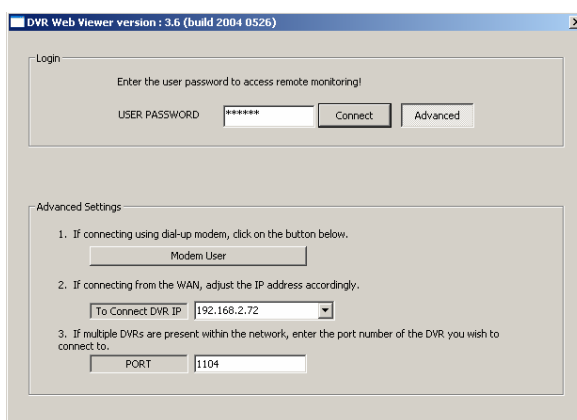 DVR Web Viewer version : 3.6 (build 2004 0526)
Login
Enter the user password to access remote monitoring!
USER PASSWORD ****** Connect Advanced
Advanced Settings
1. If connecting using dial-up modem, click on the button below.
Modem User
2. If connecting from the WAN, adjust the IP address accordingly.
To Connect DVR IP 192.168.2.72
3. If multiple DVRs are present within the network, enter the port number of the DVR you wish to
connect to.
PORT 1104